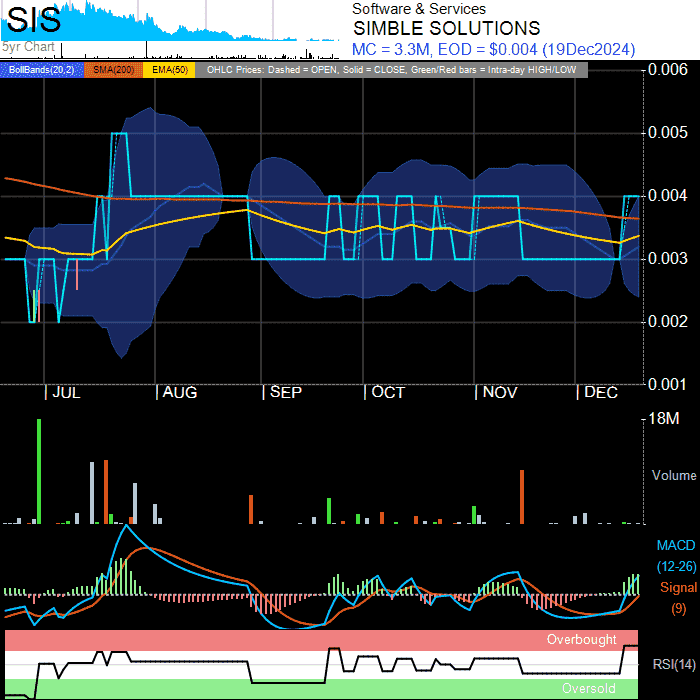 SIS
5yr Chart
Software & Services
SIMBLE SOLUTIONS
MC = 3.3M, EOD = $0.004 (19Dec2024)
BollBands(20,2) SMA(200) EMA(50) OHLC Prices: Dashed = OPEN, Solid = CLOSE, Green/Red bars = Intra-day HIGH/LOW
0.006
0.005
0.004
0.003
0.002
0.001
| JUL | AUG | SEP | OCT | NOV | DEC
18M
Volume
MACD
(12-26)
Signal
(9)
Overbought
RSI(14)
Oversold